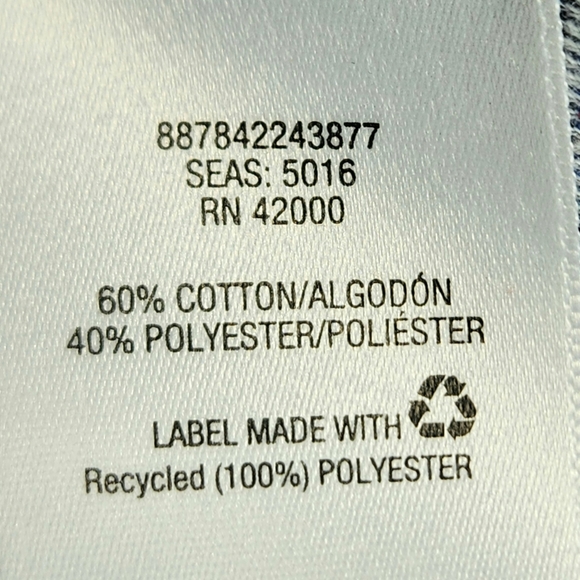 887842243877
SEAS: 5016
RN 42000
60% COTTON/ALGODÓN
40% POLYESTER/POLIÉSTER
LABEL MADE WITH
Recycled (100%) POLYESTER